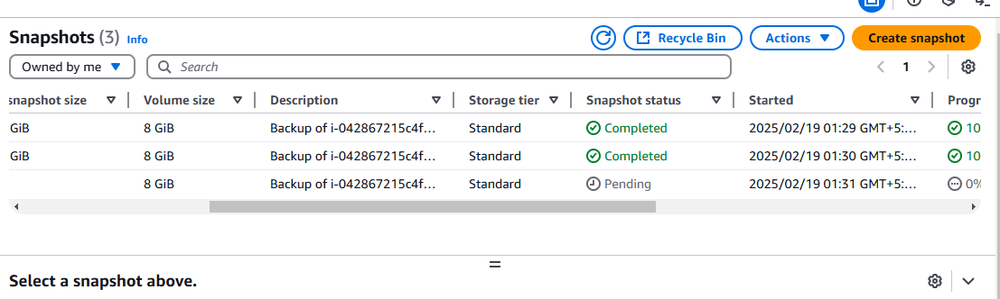 Snapshots (3) Info Recycle Bin Actions Create snapshot
Owned by me Search 1
snapshot size Volume size Description Storage tier Snapshot status Started Progr
GiB 8 GiB Backup of i-042867215c4f... Standard Completed 2025/02/19 01:29 GMT+5:... 10
GiB 8 GiB Backup of i-042867215c4f... Standard Completed 2025/02/19 01:30 GMT+5:... 10
8 GiB Backup of i-042867215c4f... Standard Pending 2025/02/19 01:31 GMT+5:... 0%
Select a snapshot above.